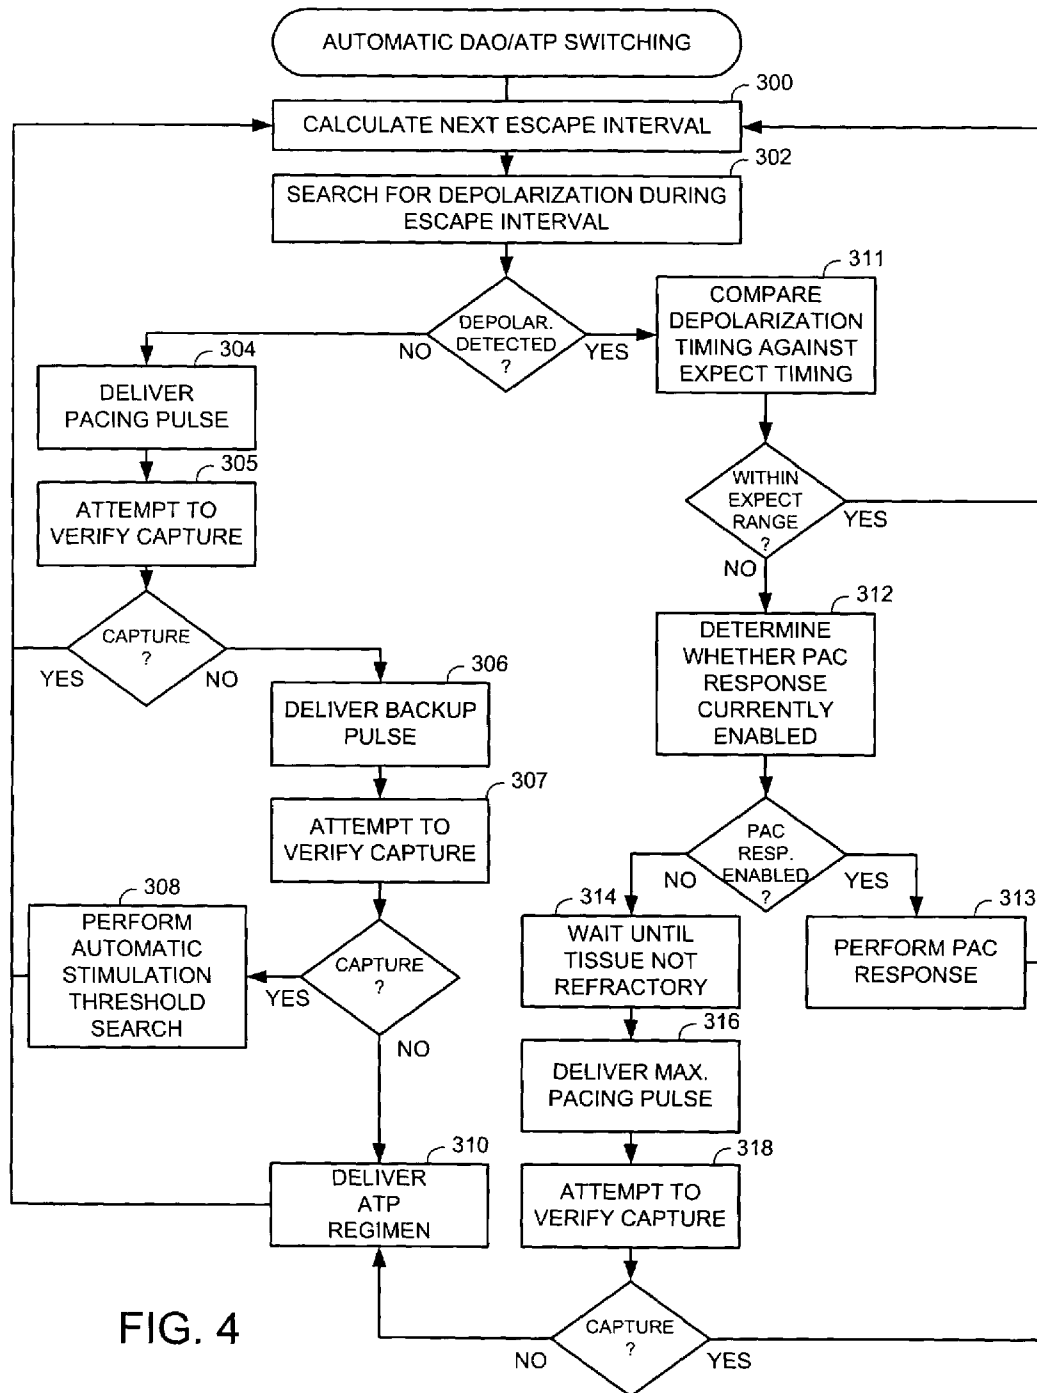 AUTOMATIC DAO/ATP SWITCHING
300
CALCULATE NEXT ESCAPE INTERVAL
302
SEARCH FOR DEPOLARIZATION DURING
ESCAPE INTERVAL
DEPOLAR.
DETECTED
?
NO
YES
311
COMPARE
DEPOLARIZATION
TIMING AGAINST
EXPECT TIMING
304
DELIVER
PACING PULSE
305
ATTEMPT TO
VERIFY CAPTURE
WITHIN
EXPECT
RANGE
?
YES
NO
CAPTURE
?
YES
NO
312
DETERMINE
WHETHER PAC
RESPONSE
CURRENTLY
ENABLED
306
DELIVER BACKUP
PULSE
307
ATTEMPT TO
VERIFY CAPTURE
PAC
RESP.
ENABLED
?
NO
YES
308
PERFORM
AUTOMATIC
STIMULATION
THRESHOLD
SEARCH
CAPTURE
?
YES
NO
314
WAIT UNTIL
TISSUE NOT
REFRACTORY
313
PERFORM PAC
RESPONSE
316
DELIVER MAX.
PACING PULSE
310
DELIVER
ATP
REGIMEN
318
ATTEMPT TO
VERIFY CAPTURE
CAPTURE
?
NO
YES
FIG. 4